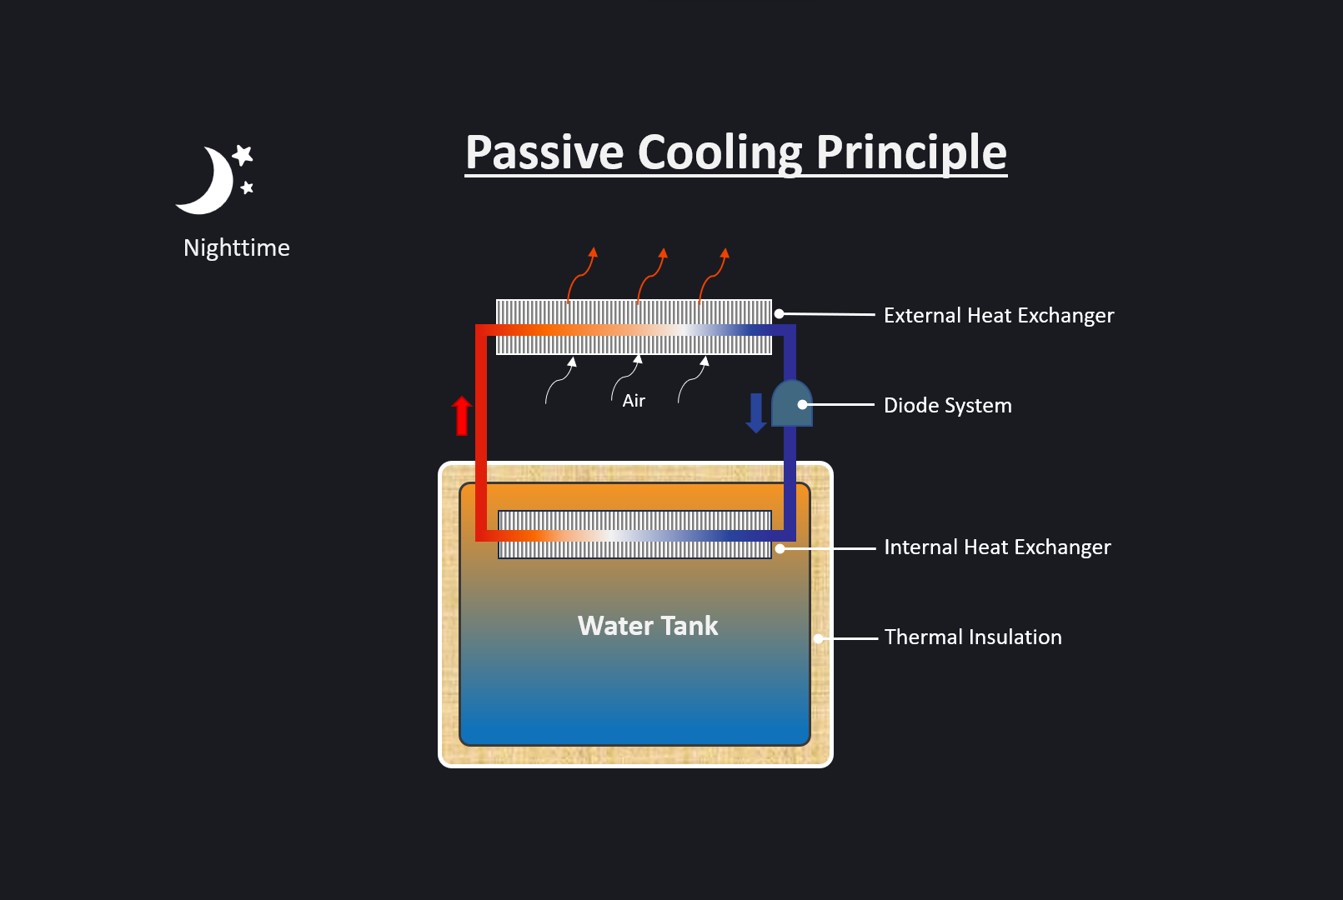 Passive Cooling Principle
Nighttime
External Heat Exchanger
Air
Diode System
Internal Heat Exchanger
Water Tank
Thermal Insulation